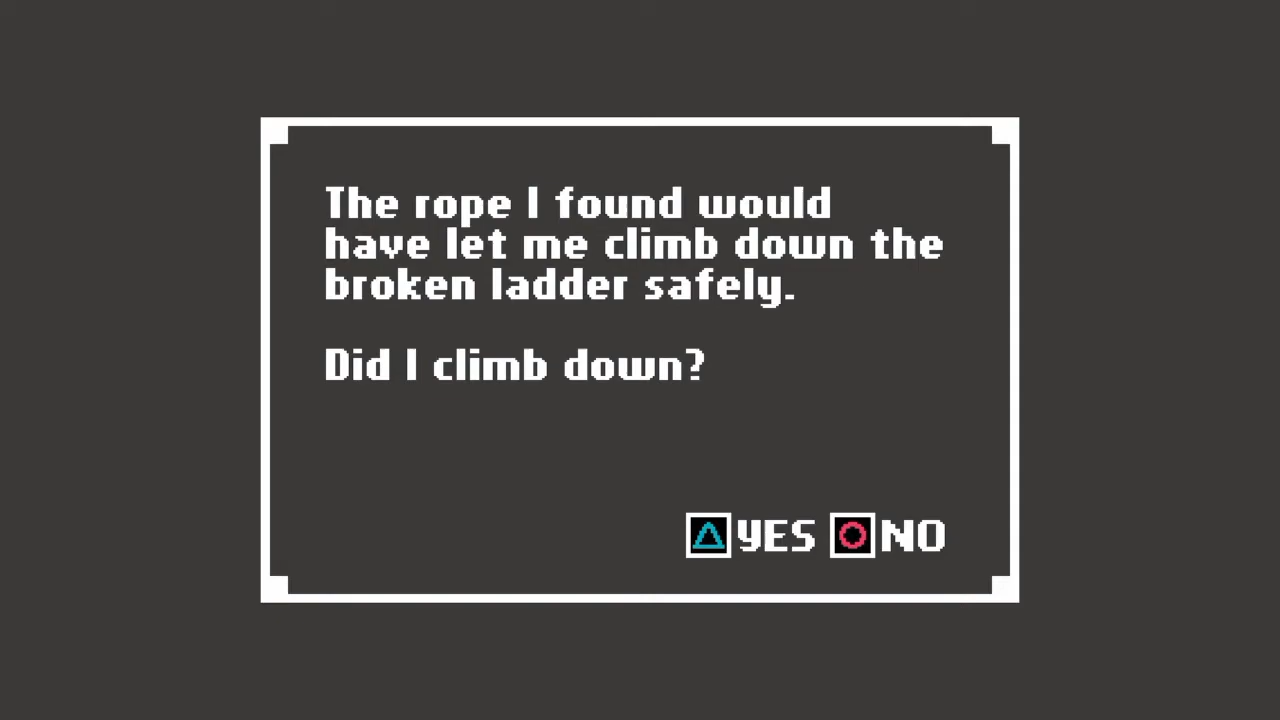 The rope I found would
have let me climb down the
broken ladder safely.
Did I climb down?
YES NO